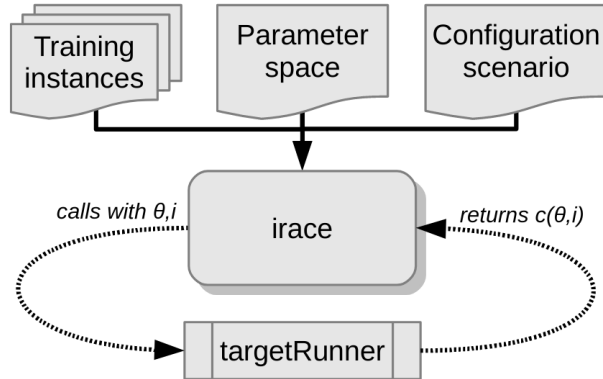 Training
instances
Parameter
space
Configuration
scenario
calls with θ,i
irace
returns c(θ,i)
targetRunner